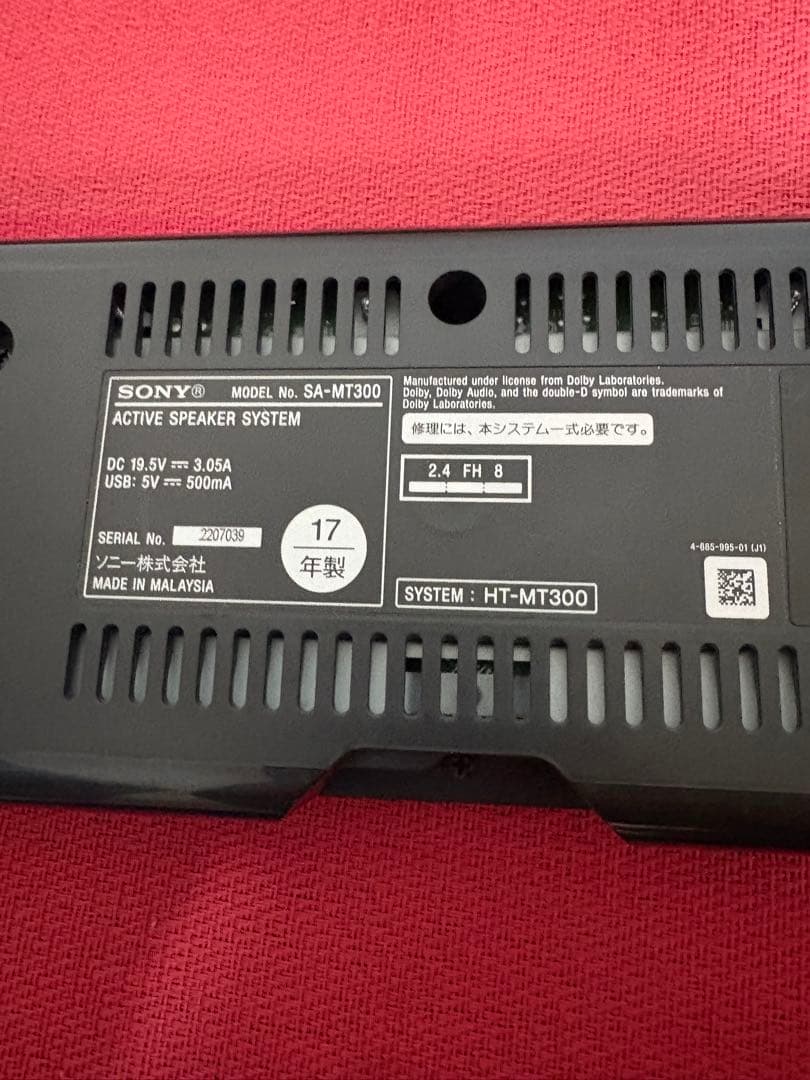 SONY® MODEL No. SA-MT300
ACTIVE SPEAKER SYSTEM
DC 19.5V ⎓ 3.05A
USB: 5V ⎓ 500mA
SERIAL No. 2207039
ソニー株式会社
MADE IN MALAYSIA
17
年製
Manufactured under license from Dolby Laboratories.
Dolby, Dolby Audio, and the double-D symbol are trademarks of
Dolby Laboratories.
修理には、本システム一式必要です。
2.4 FH 8
SYSTEM : HT-MT300
4-685-995-01 (J1)